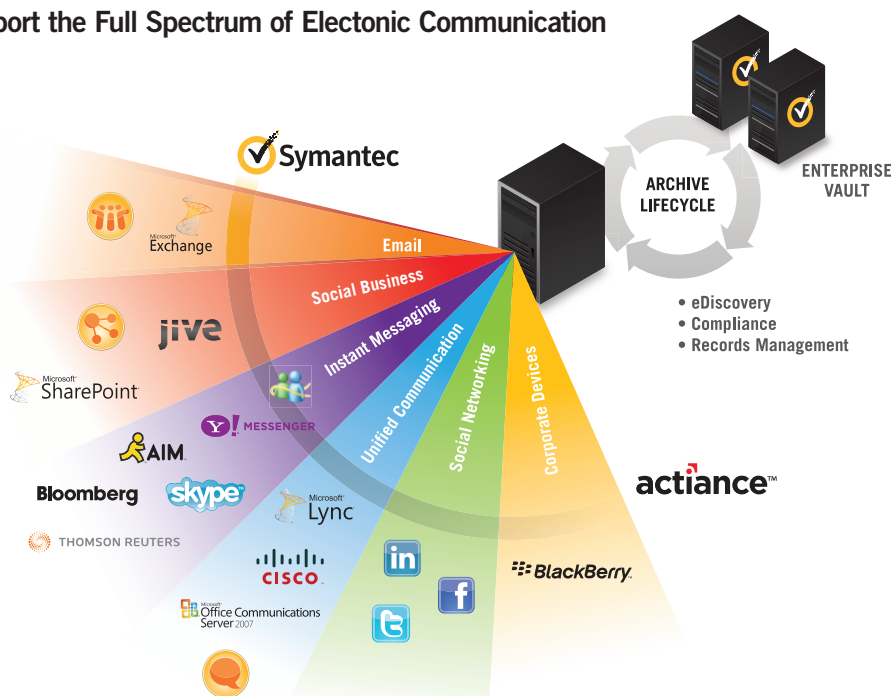 port the Full Spectrum of Electonic Communication
Symantec
ARCHIVE
LIFECYCLE
ENTERPRISE
VAULT
• eDiscovery
• Compliance
• Records Management
Email
Microsoft
Exchange
Social Business
jive
Microsoft
SharePoint
Instant Messaging
Y! MESSENGER
AIM
Bloomberg
skype
THOMSON REUTERS
Unified Communication
Microsoft
Lync
CISCO
Microsoft
Office Communications
Server 2007
Social Networking
in
f
t
Corporate Devices
BlackBerry
actiance™